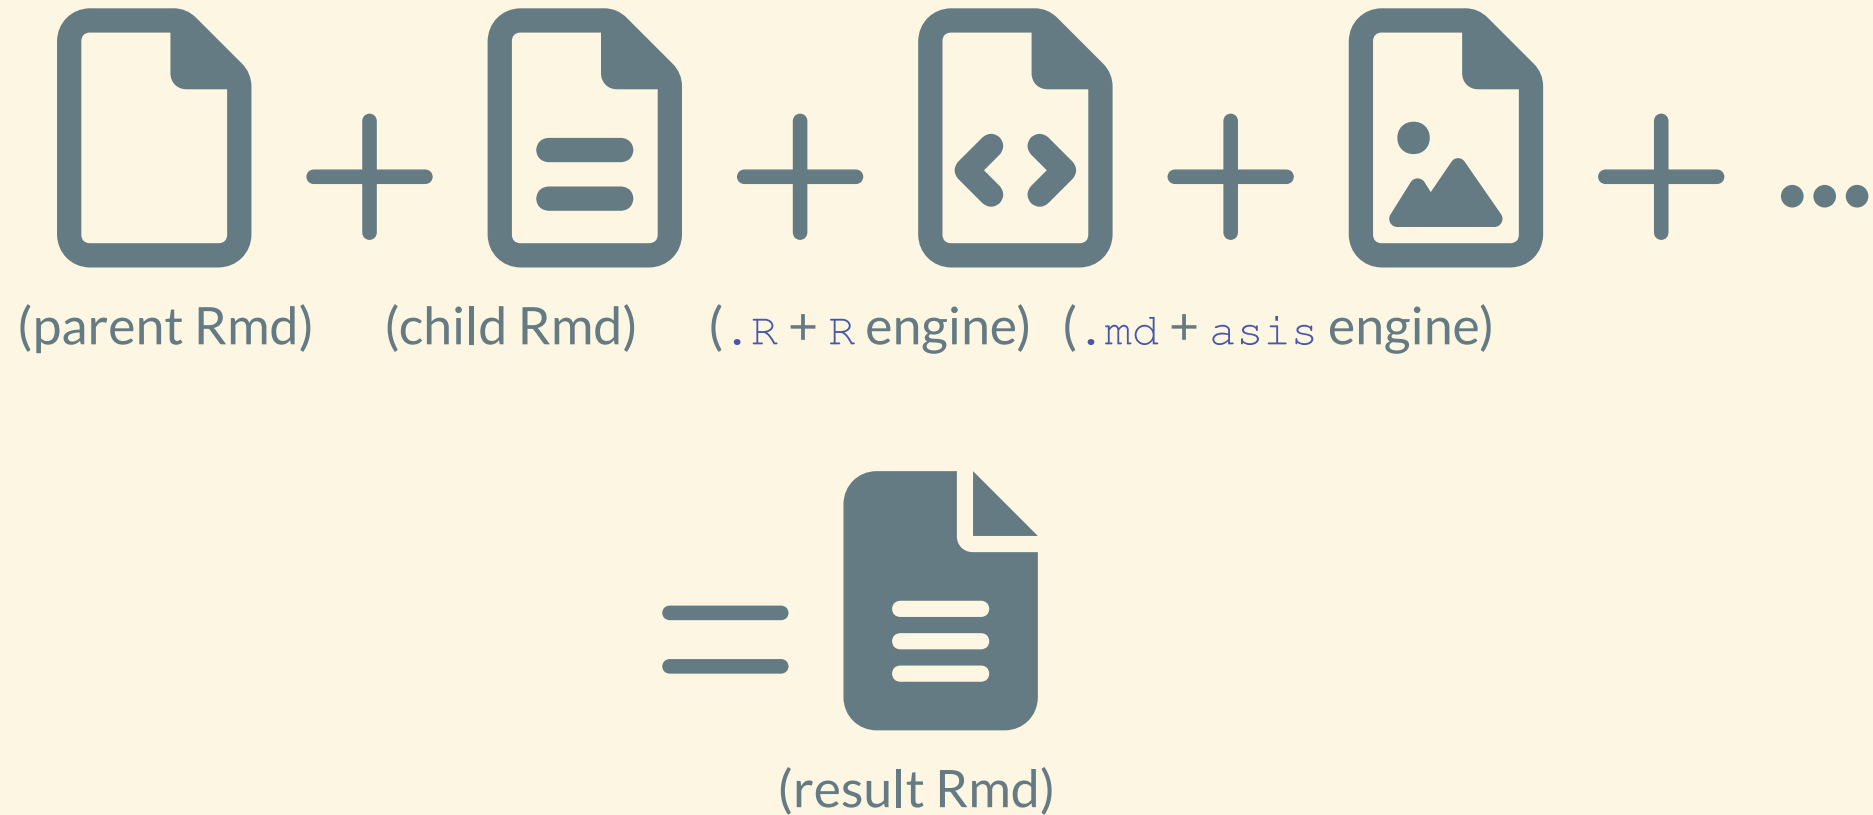 (parent Rmd) (child Rmd) (.R + R engine) (.md + asis engine)
(result Rmd)